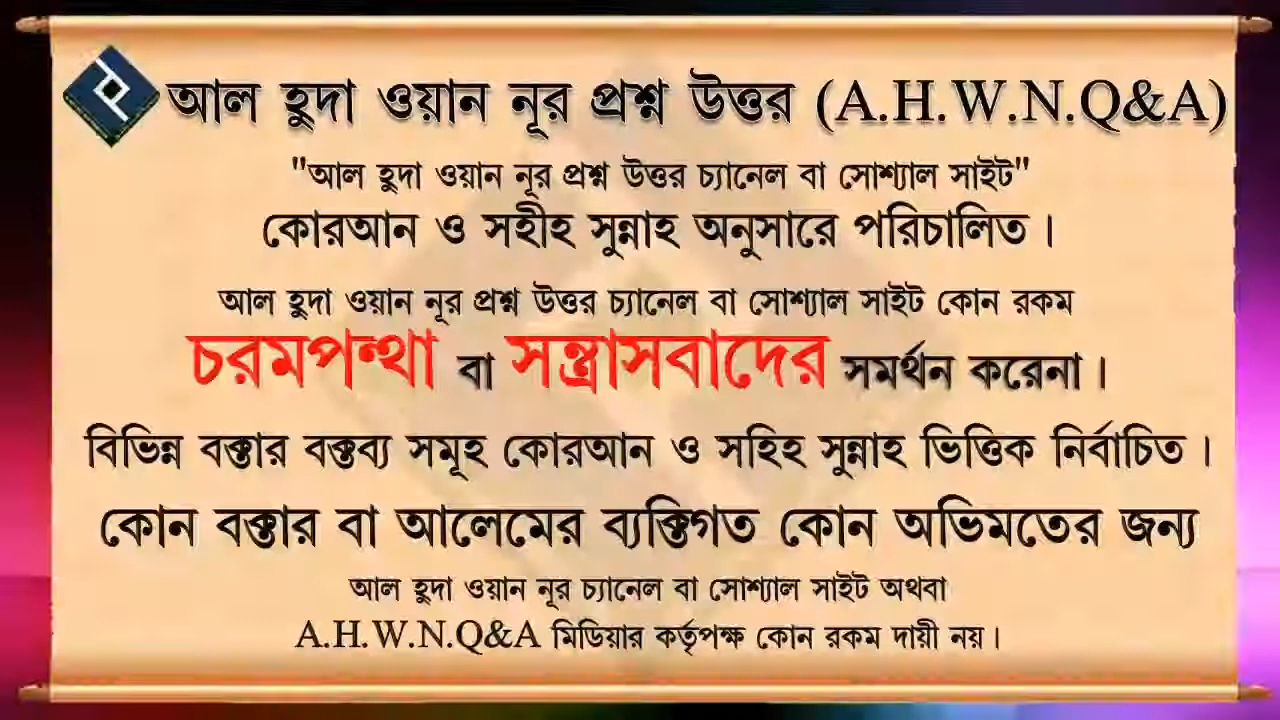 আল হুদা ওয়ান নূর প্রশ্ন উত্তর (A.H.W.N.Q&A)
"আল হুদা ওয়ান নূর প্রশ্ন উত্তর চ্যানেল বা সোশ্যাল সাইট"
কোরআন ও সহীহ সুন্নাহ অনুসারে পরিচালিত।
আল হুদা ওয়ান নূর প্রশ্ন উত্তর চ্যানেল বা সোশ্যাল সাইট কোন রকম
চরমপন্থা বা সন্ত্রাসবাদের সমর্থন করেনা।
বিভিন্ন বক্তার বক্তব্য সমূহ কোরআন ও সহিহ সুন্নাহ ভিত্তিক নির্বাচিত।
কোন বক্তার বা আলেমের ব্যক্তিগত কোন অভিমতের জন্য
আল হুদা ওয়ান নূর চ্যানেল বা সোশ্যাল সাইট অথবা
A.H.W.N.Q&A মিডিয়ার কর্তৃপক্ষ কোন রকম দায়ী নয়।